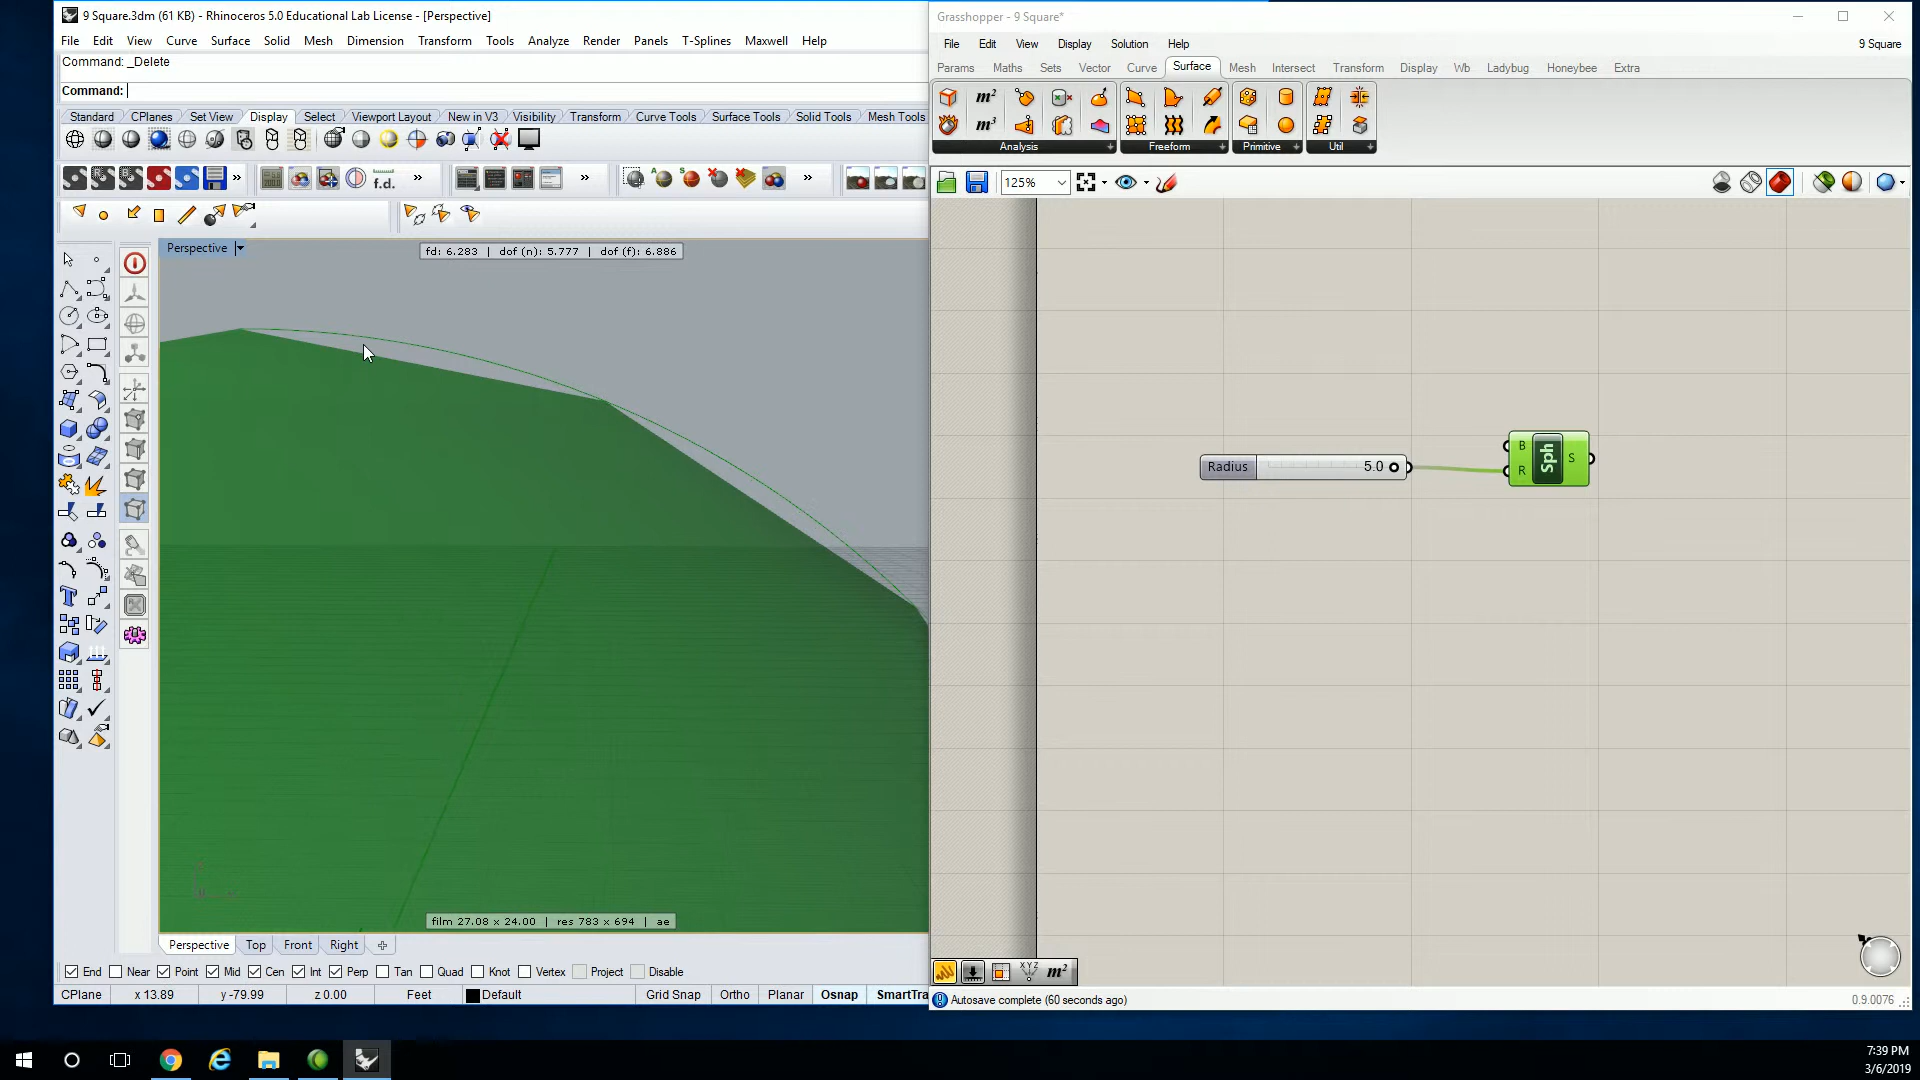 9 Square.3dm (61 KB) - Rhinoceros 5.0 Educational Lab License - [Perspective]
File Edit View Curve Surface Solid Mesh Dimension Transform Tools Analyze Render Panels T-Splines Maxwell Help
Command: _Delete
Command:
Standard CPlanes Set View Display Select Viewport Layout New in V3 Visibility Transform Curve Tools Surface Tools Solid Tools Mesh Tools
f.d.
Perspective
fd: 6.283 | dof (n): 5.777 | dof (f): 6.886
film 27.08 x 24.00 | res 783 x 694 | ae
Perspective Top Front Right
End Near Point Mid Cen Int Perp Tan Quad Knot Vertex Project Disable
CPlane x 13.89 y -79.99 z 0.00 Feet Default Grid Snap Ortho Planar Osnap SmartTra
Grasshopper - 9 Square*
File Edit View Display Solution Help
9 Square
Params Maths Sets Vector Curve Surface Mesh Intersect Transform Display Wb Ladybug Honeybee Extra
m²
m³
Analysis Freeform Primitive Util
125%
Radius 5.0
B
R
Sph
S
XYZ
m²
Autosave complete (60 seconds ago)
0.9.0076
7:39 PM
3/6/2019